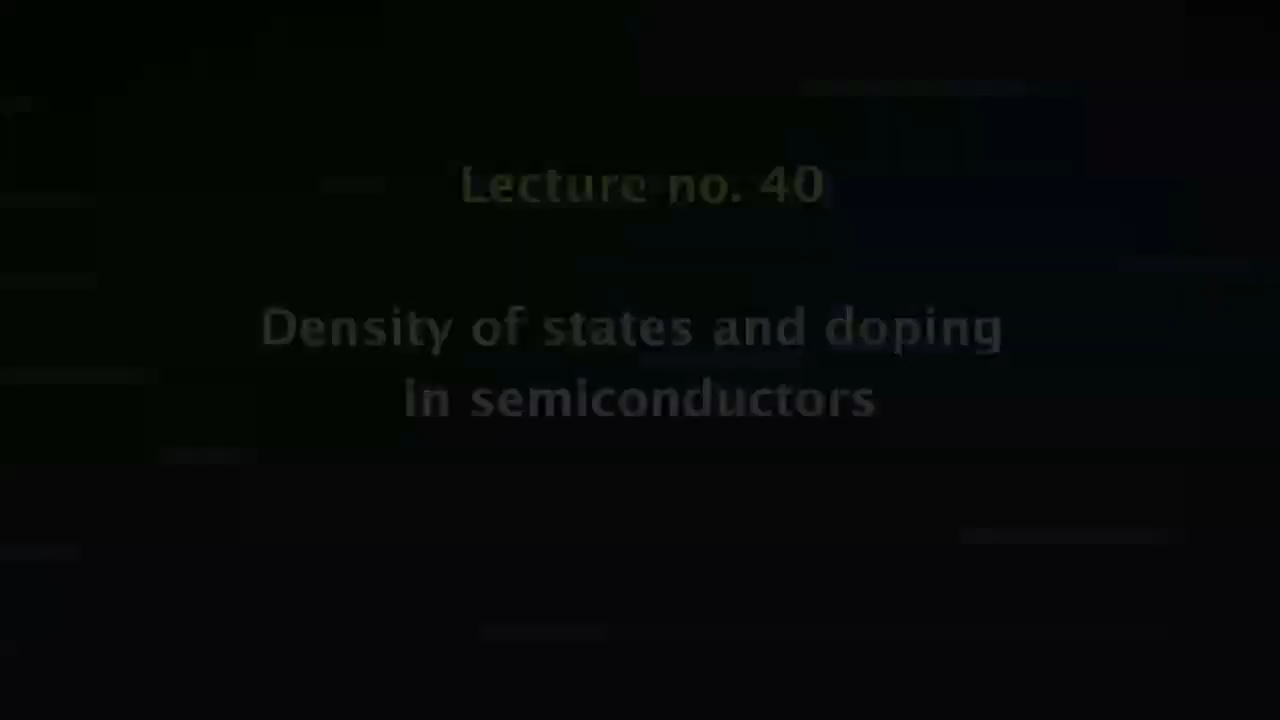 Lecture no. 40
Density of states and doping
in semiconductors